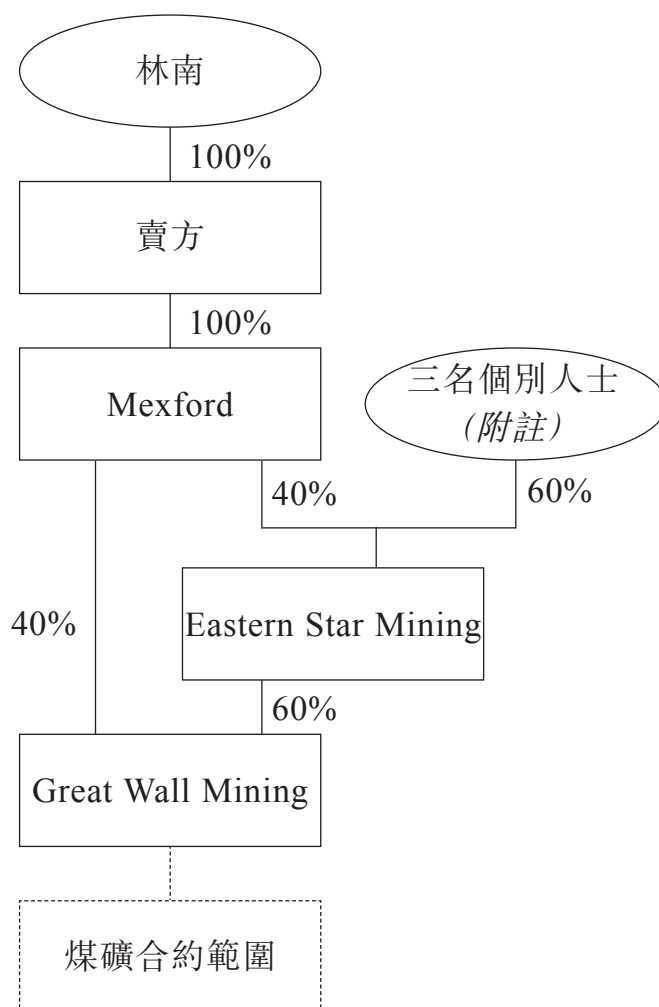 林南
100%
賣方
100%
Mexford
三名個別人士
(附註)
40%
60%
40%
Eastern Star Mining
60%
Great Wall Mining
煤礦合約範圍